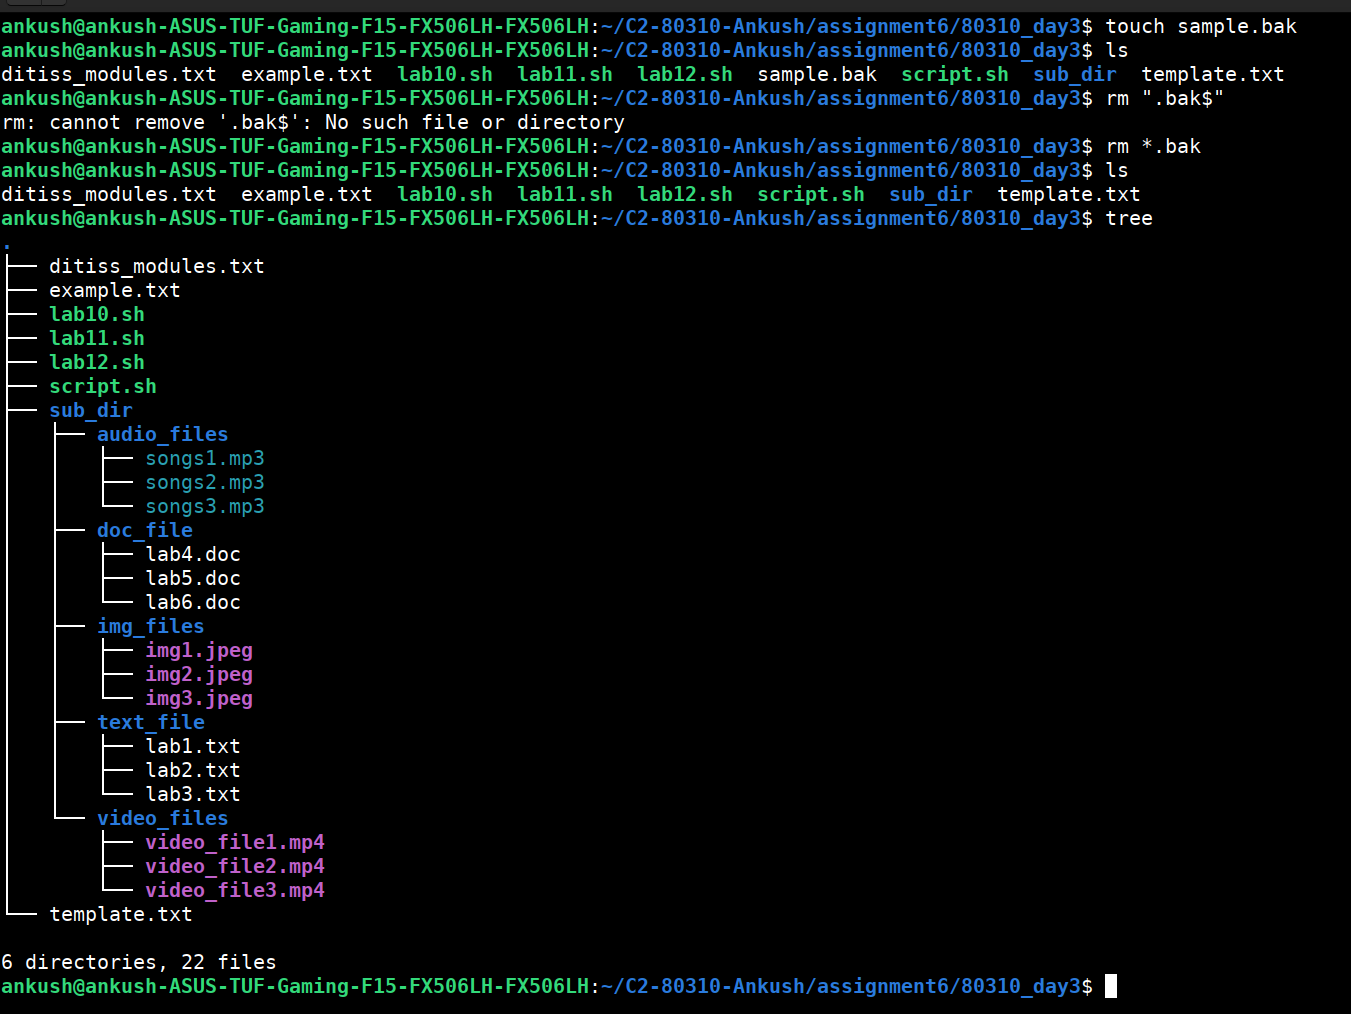 ankush@ankush-ASUS-TUF-Gaming-F15-FX506LH-FX506LH:~/C2-80310-Ankush/assignment6/80310_day3$ touch sample.bak
ankush@ankush-ASUS-TUF-Gaming-F15-FX506LH-FX506LH:~/C2-80310-Ankush/assignment6/80310_day3$ ls
ditiss_modules.txt  example.txt  lab10.sh  lab11.sh  lab12.sh  sample.bak  script.sh  sub_dir  template.txt
ankush@ankush-ASUS-TUF-Gaming-F15-FX506LH-FX506LH:~/C2-80310-Ankush/assignment6/80310_day3$ rm ".bak$"
rm: cannot remove '.bak$': No such file or directory
ankush@ankush-ASUS-TUF-Gaming-F15-FX506LH-FX506LH:~/C2-80310-Ankush/assignment6/80310_day3$ rm *.bak
ankush@ankush-ASUS-TUF-Gaming-F15-FX506LH-FX506LH:~/C2-80310-Ankush/assignment6/80310_day3$ ls
ditiss_modules.txt  example.txt  lab10.sh  lab11.sh  lab12.sh  script.sh  sub_dir  template.txt
ankush@ankush-ASUS-TUF-Gaming-F15-FX506LH-FX506LH:~/C2-80310-Ankush/assignment6/80310_day3$ tree
.
├── ditiss_modules.txt
├── example.txt
├── lab10.sh
├── lab11.sh
├── lab12.sh
├── script.sh
├── sub_dir
│   ├── audio_files
│   │   ├── songs1.mp3
│   │   ├── songs2.mp3
│   │   └── songs3.mp3
│   ├── doc_file
│   │   ├── lab4.doc
│   │   ├── lab5.doc
│   │   └── lab6.doc
│   ├── img_files
│   │   ├── img1.jpeg
│   │   ├── img2.jpeg
│   │   └── img3.jpeg
│   ├── text_file
│   │   ├── lab1.txt
│   │   ├── lab2.txt
│   │   └── lab3.txt
│   └── video_files
│       ├── video_file1.mp4
│       ├── video_file2.mp4
│       └── video_file3.mp4
└── template.txt

6 directories, 22 files
ankush@ankush-ASUS-TUF-Gaming-F15-FX506LH-FX506LH:~/C2-80310-Ankush/assignment6/80310_day3$